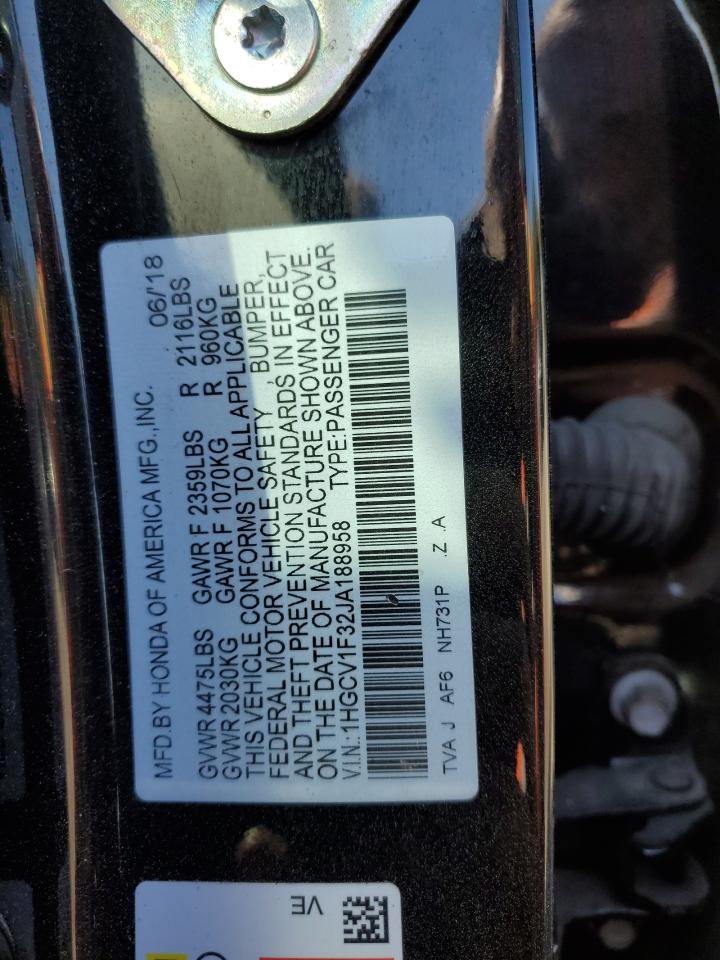 MFD.BY HONDA OF AMERICA MFG.,INC. 06/'18
GVWR 4475LBS GAWR F 2359LBS R 2116LBS
GVWR 2030KG GAWR F 1070KG R 960KG
THIS VEHICLE CONFORMS TO ALL APPLICABLE
FEDERAL MOTOR VEHICLE SAFETY, BUMPER,
AND THEFT PREVENTION STANDARDS IN EFFECT
ON THE DATE OF MANUFACTURE SHOWN ABOVE.
V.I.N.:1HGCV1F32JA188958 TYPE:PASSENGER CAR
TVA J AF6 NH731P .Z .A
VE